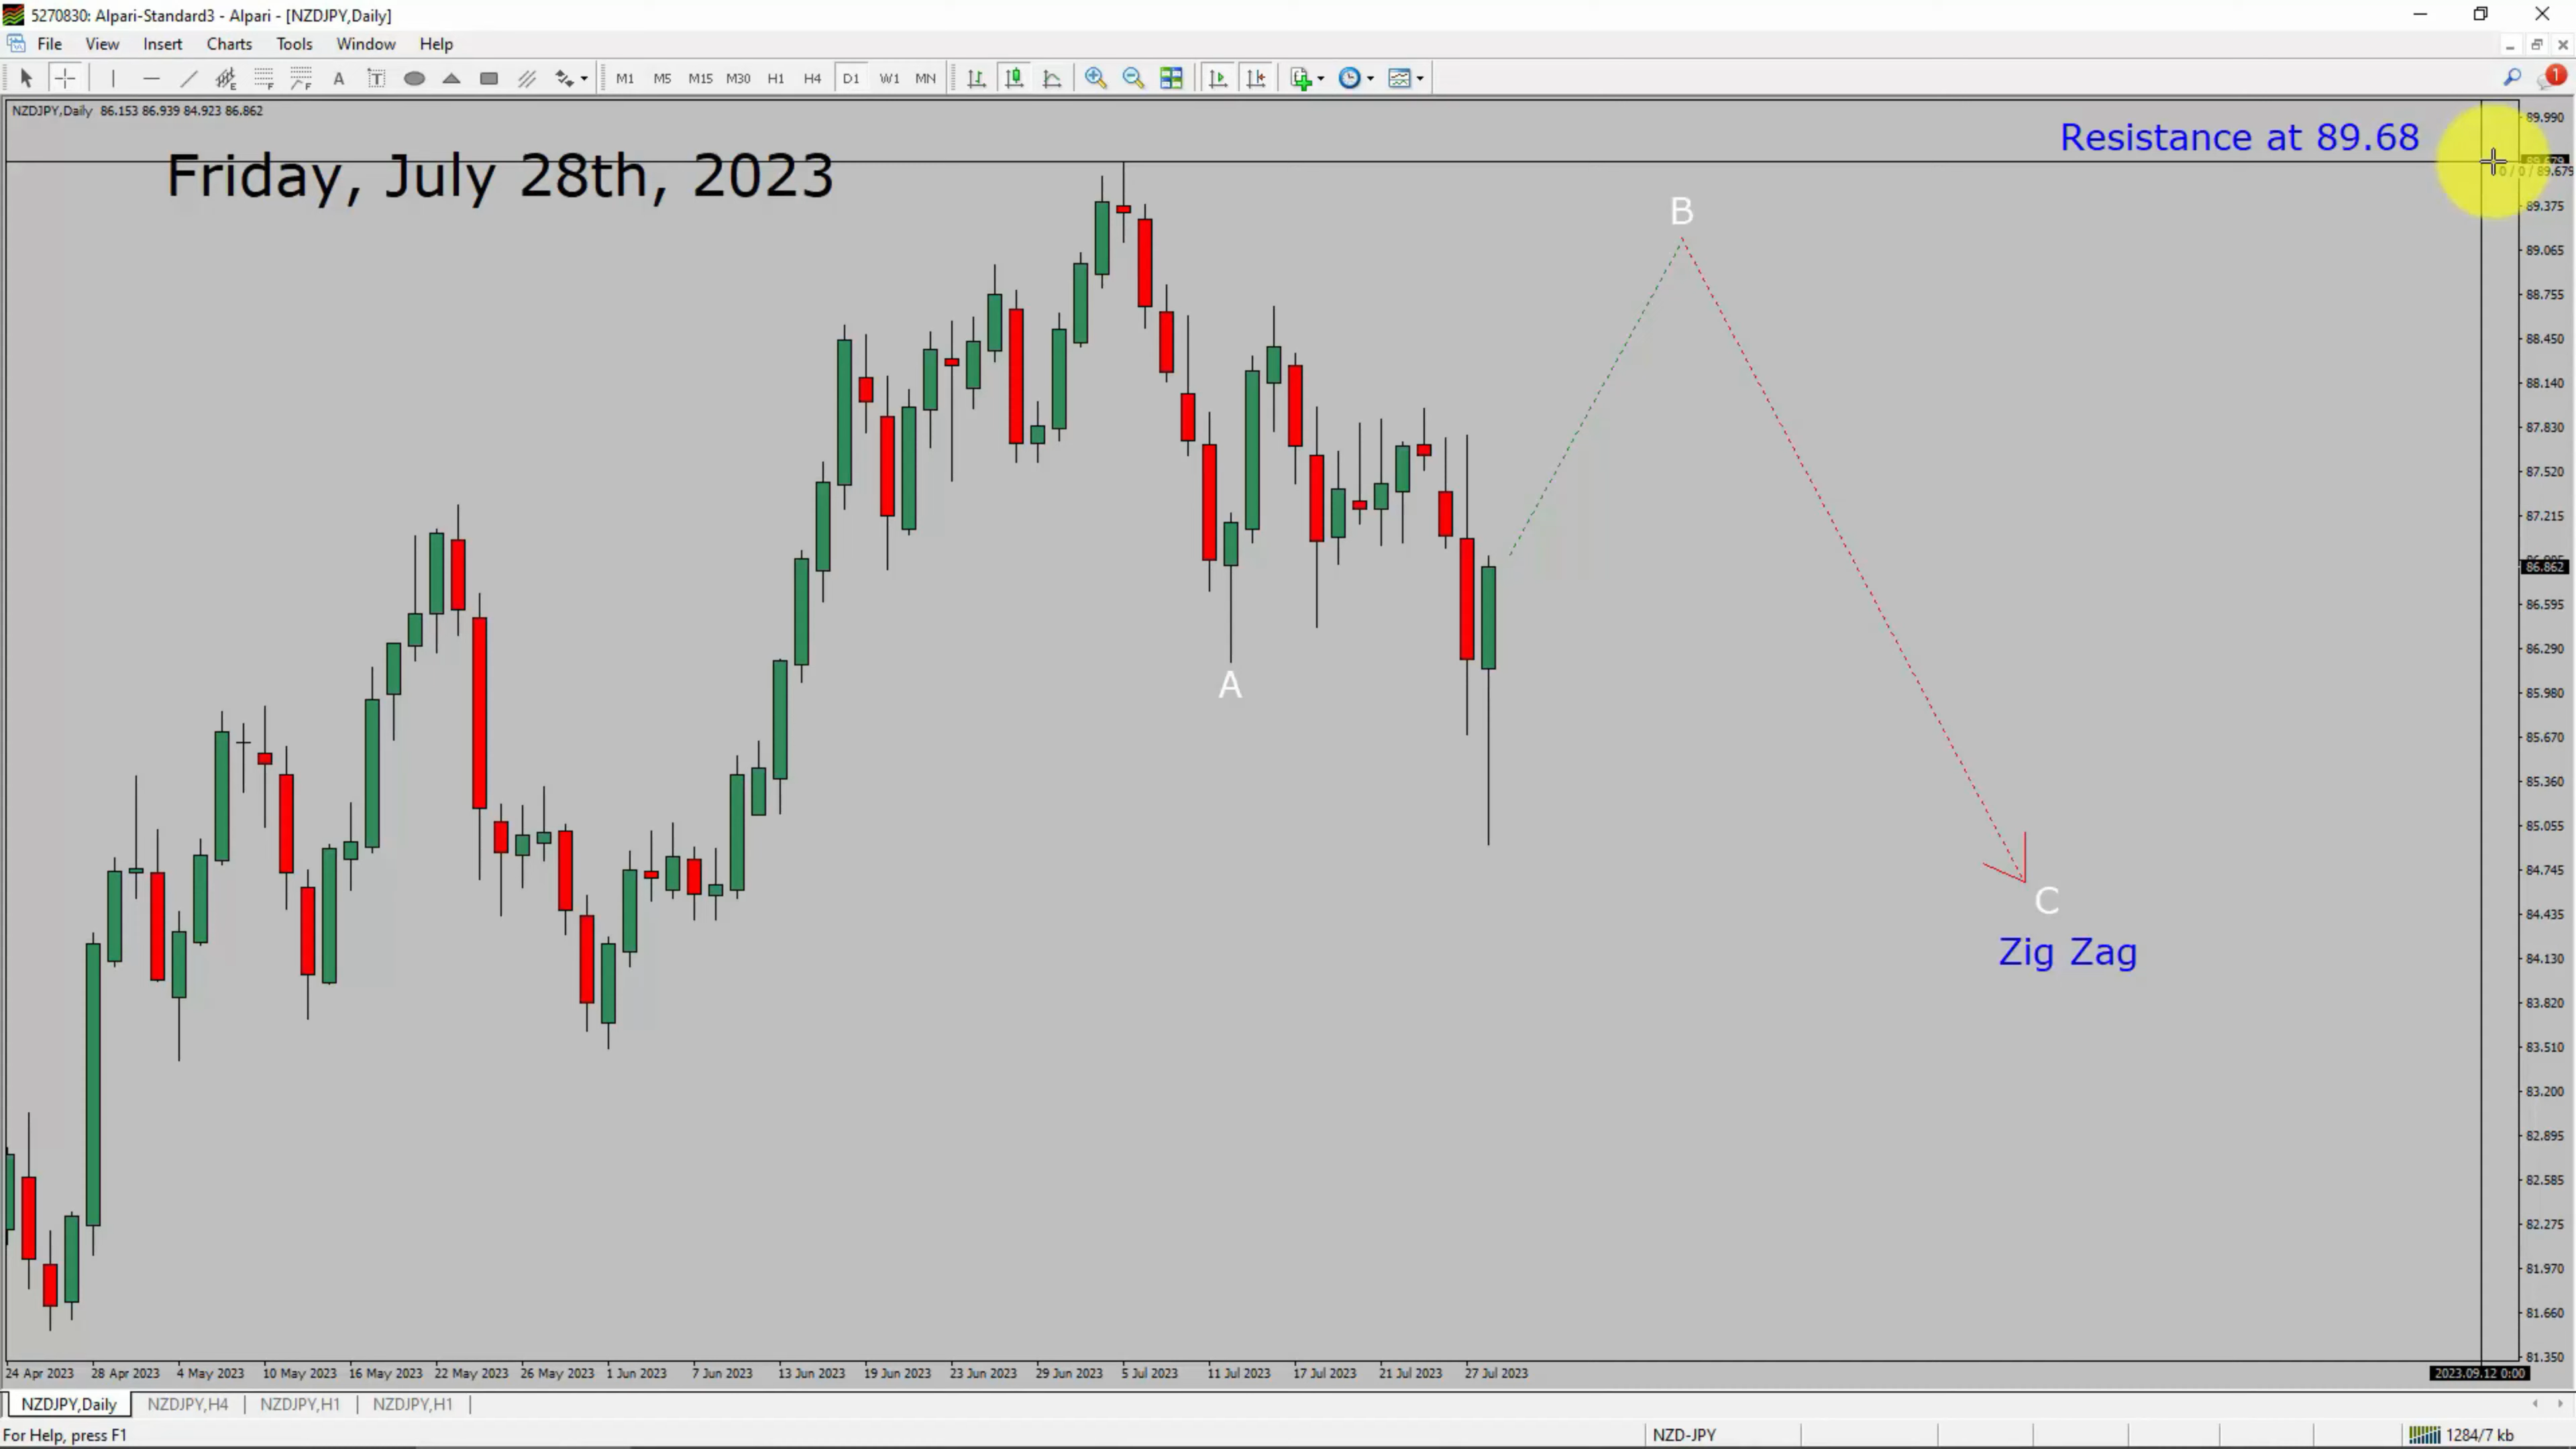 5270830: Alpari-Standard3 - Alpari - [NZDJPY,Daily]
File View Insert Charts Tools Window Help
A T M1 M5 M15 M30 H1 H4 D1 W1 MN 1
NZDJPY,Daily 86.153 86.939 84.923 86.862
Friday, July 28th, 2023
Resistance at 89.68
B
A
C
Zig Zag
89.990
89.679
0 / 0 / 89.679
89.375
89.065
88.755
88.450
88.140
87.830
87.520
87.215
86.862
86.595
86.290
85.980
85.670
85.360
85.055
84.745
84.435
84.130
83.820
83.510
83.200
82.895
82.585
82.275
81.970
81.660
81.350
24 Apr 2023 28 Apr 2023 4 May 2023 10 May 2023 16 May 2023 22 May 2023 26 May 2023 1 Jun 2023 7 Jun 2023 13 Jun 2023 19 Jun 2023 23 Jun 2023 29 Jun 2023 5 Jul 2023 11 Jul 2023 17 Jul 2023 21 Jul 2023 27 Jul 2023 2023.09.12 0:00
NZDJPY,Daily NZDJPY,H4 NZDJPY,H1 NZDJPY,H1
For Help, press F1 NZD-JPY 1284/7 kb